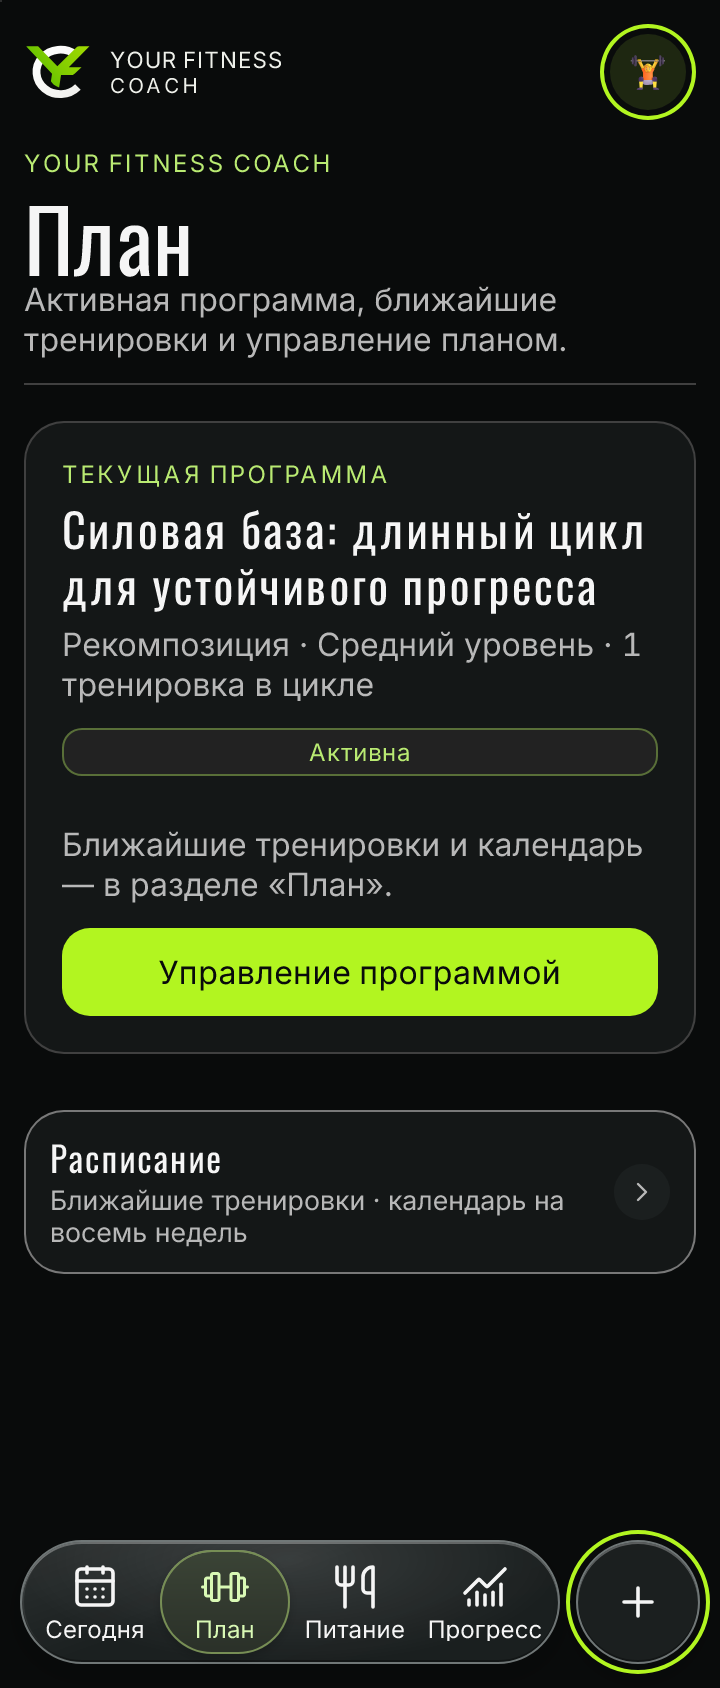 YOUR FITNESS
COACH
YOUR FITNESS COACH
План
Активная программа, ближайшие
тренировки и управление планом.
ТЕКУЩАЯ ПРОГРАММА
Силовая база: длинный цикл
для устойчивого прогресса
Рекомпозиция · Средний уровень · 1
тренировка в цикле
Активна
Ближайшие тренировки и календарь
— в разделе «План».
Управление программой
Расписание
Ближайшие тренировки · календарь на
восемь недель
Сегодня
План
Питание
Прогресс